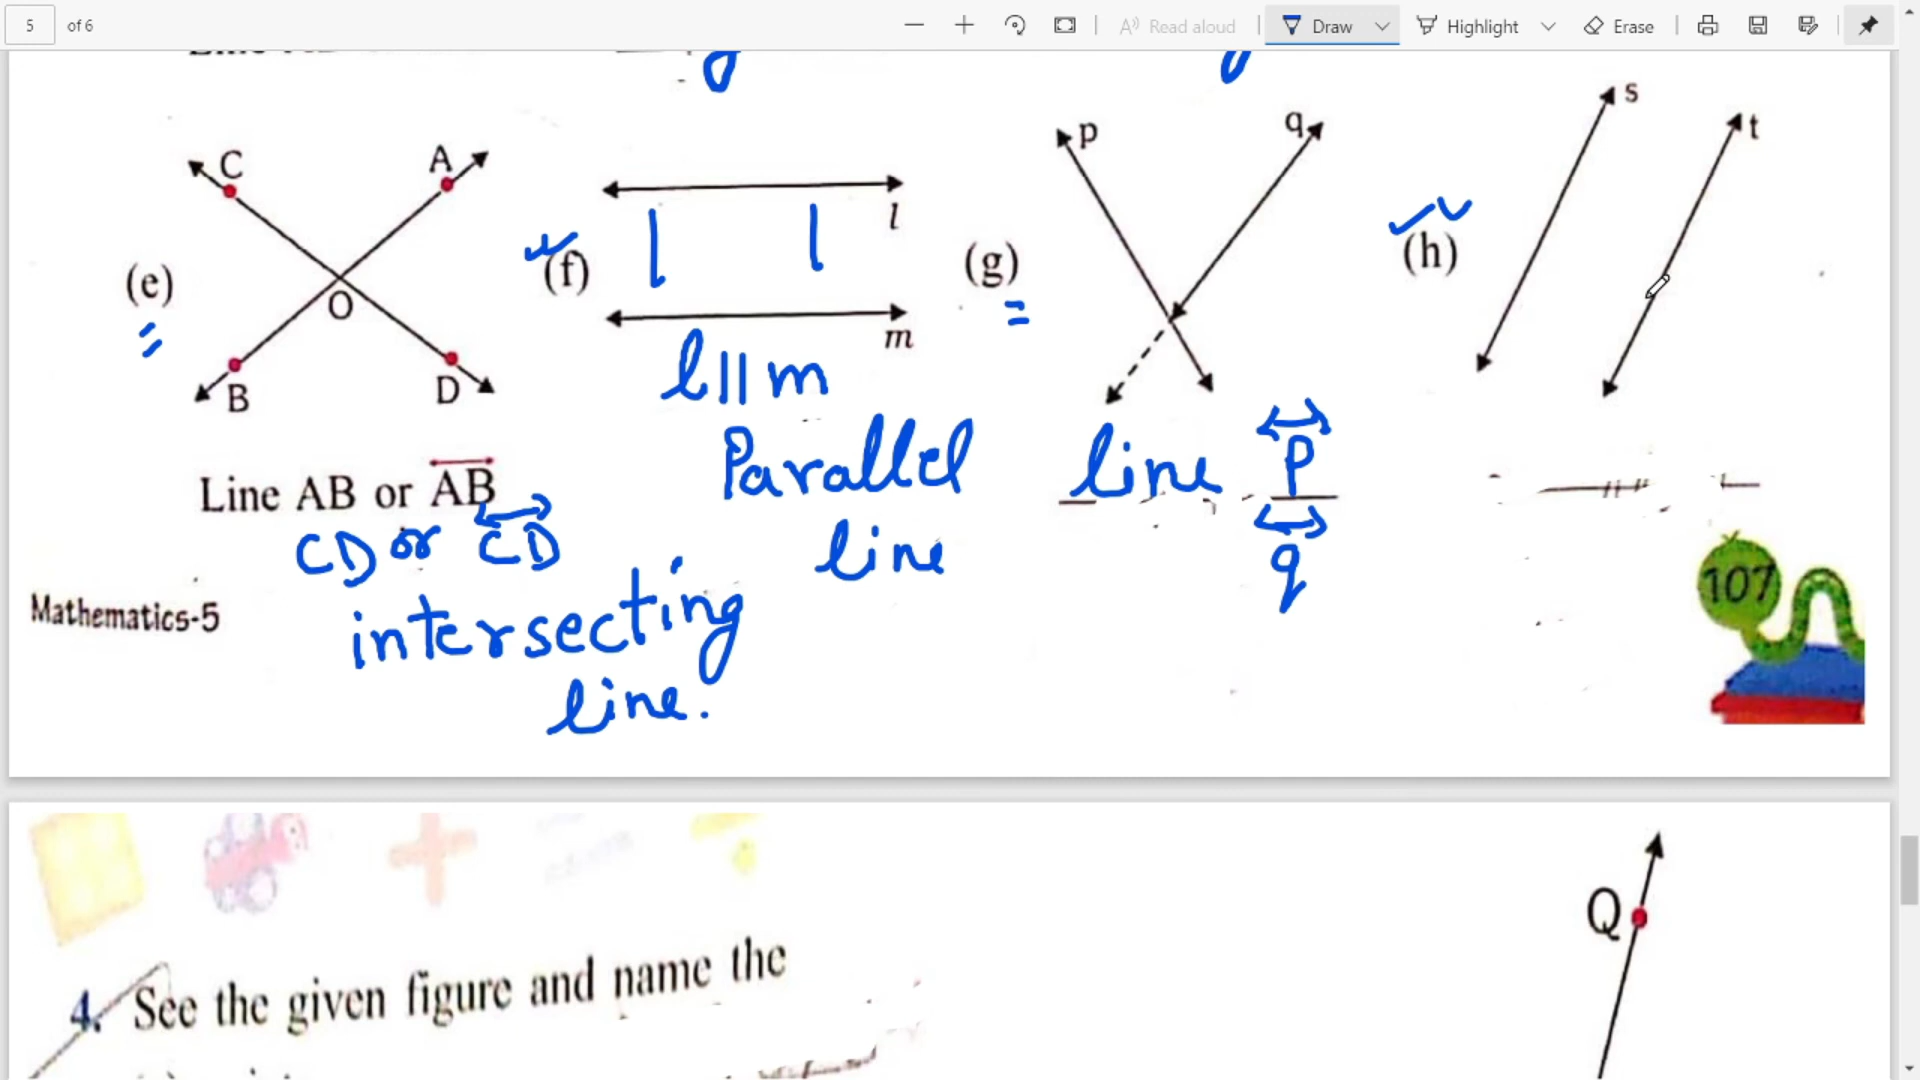 5 of 6 Read aloud Draw Highlight Erase
C A p q s t
(e) O (f) l (g) (h)
B D m
l || m
Line AB or AB Parallel line p
CD or CD line q
Mathematics-5 107
intersecting
line.
Q
4. See the given figure and name the